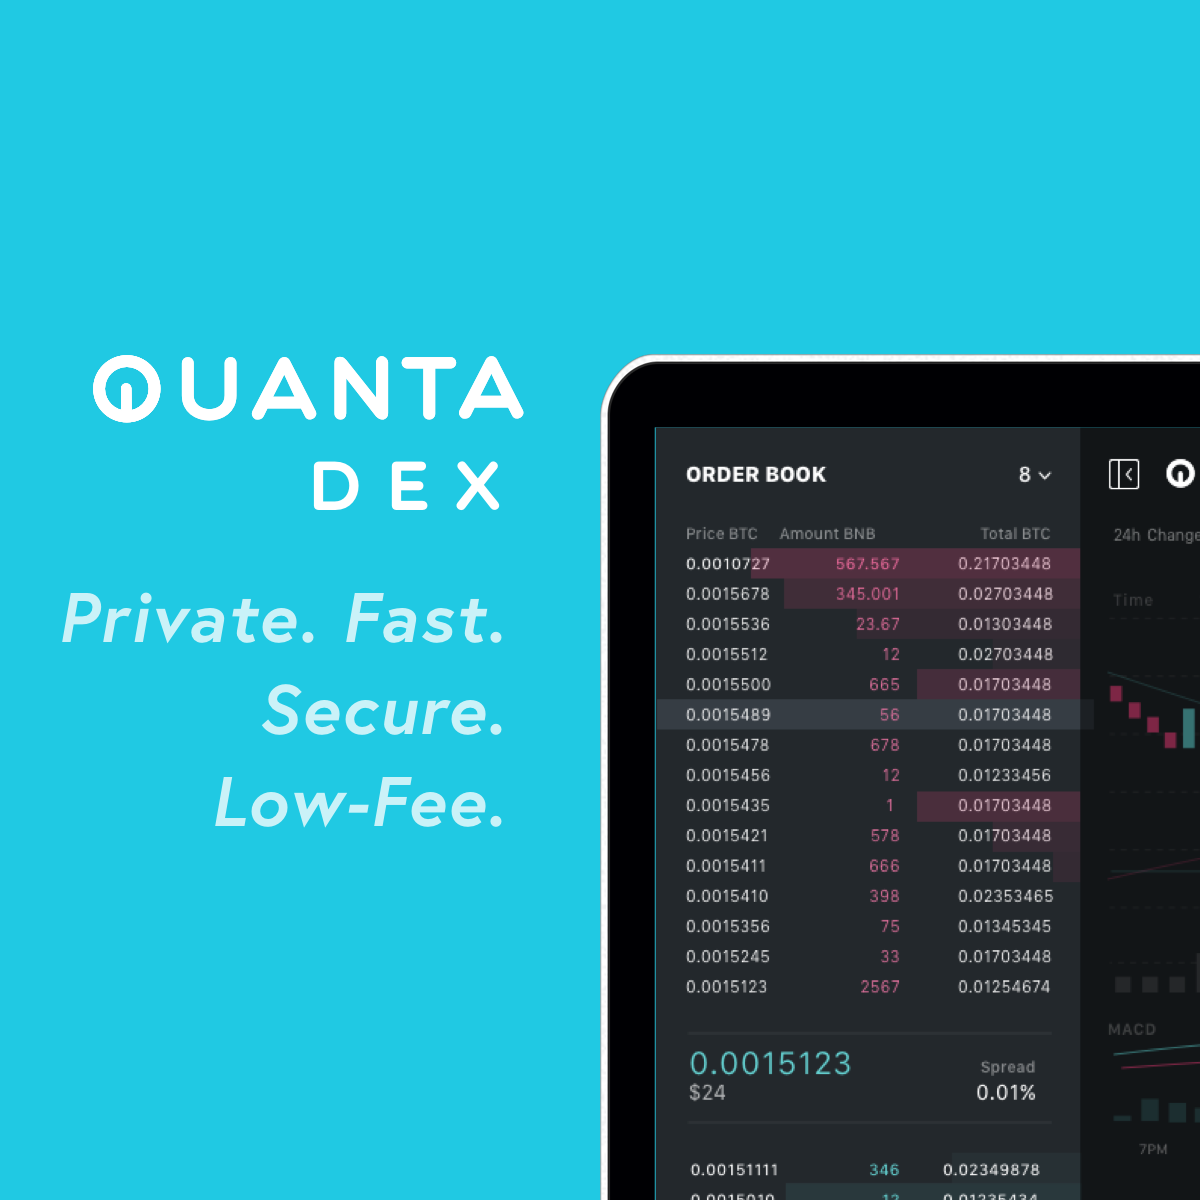 QUANTA
DEX
Private. Fast.
Secure.
Low-Fee.
ORDER BOOK 8
Price BTC Amount BNB Total BTC
0.0010727 567.567 0.21703448
0.0015678 345.001 0.02703448
0.0015536 23.67 0.01303448
0.0015512 12 0.02703448
0.0015500 665 0.01703448
0.0015489 56 0.01703448
0.0015478 678 0.01703448
0.0015456 12 0.01233456
0.0015435 1 0.01703448
0.0015421 578 0.01703448
0.0015411 666 0.01703448
0.0015410 398 0.02353465
0.0015356 75 0.01345345
0.0015245 33 0.01703448
0.0015123 2567 0.01254674
0.0015123
$24
Spread
0.01%
0.00151111 346 0.02349878
0.0015010 12 0.01235434
24h Change
Time
MACD
7PM